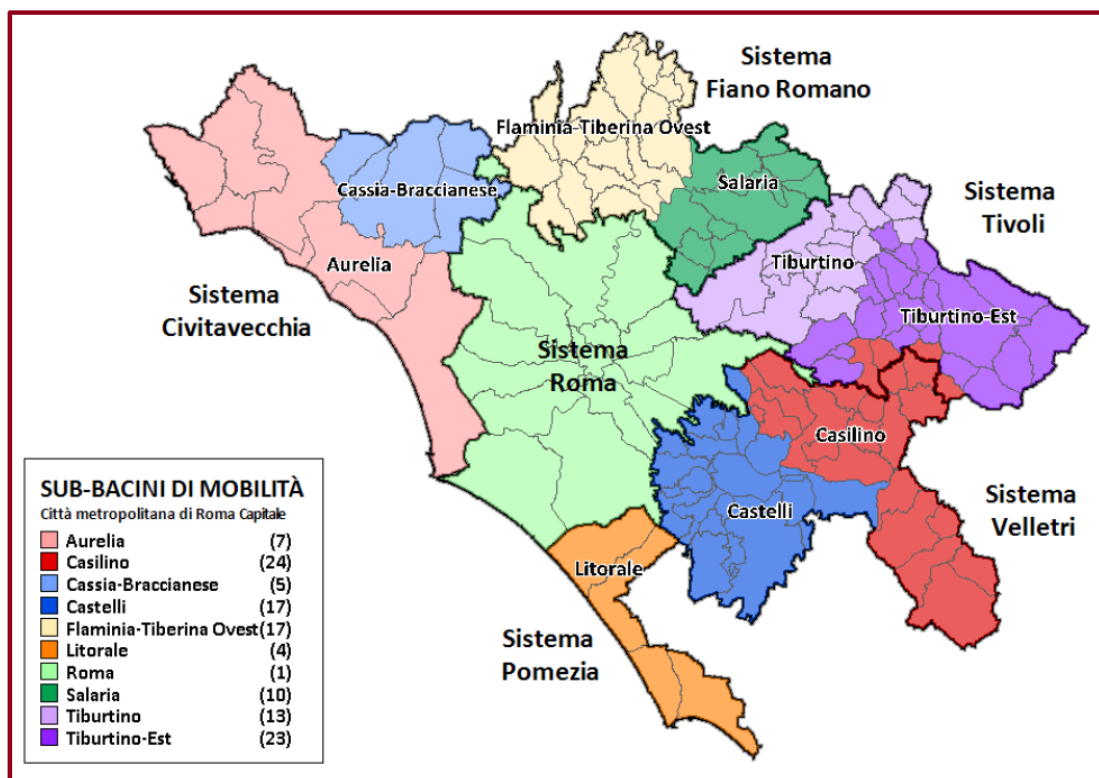 Sistema
Fiano Romano
Flaminia-Tiberina Ovest
Cassia-Braccianese
Salaria
Sistema
Tivoli
Tiburtino
Aurelia
Sistema
Civitavecchia
Tiburtino-Est
Sistema
Roma
Casilino
Castelli
Sistema
Velletri
Litorale
Sistema
Pomezia
SUB-BACINI DI MOBILITÀ
Città metropolitana di Roma Capitale
Aurelia (7)
Casilino (24)
Cassia-Braccianese (5)
Castelli (17)
Flaminia-Tiberina Ovest(17)
Litorale (4)
Roma (1)
Salaria (10)
Tiburtino (13)
Tiburtino-Est (23)